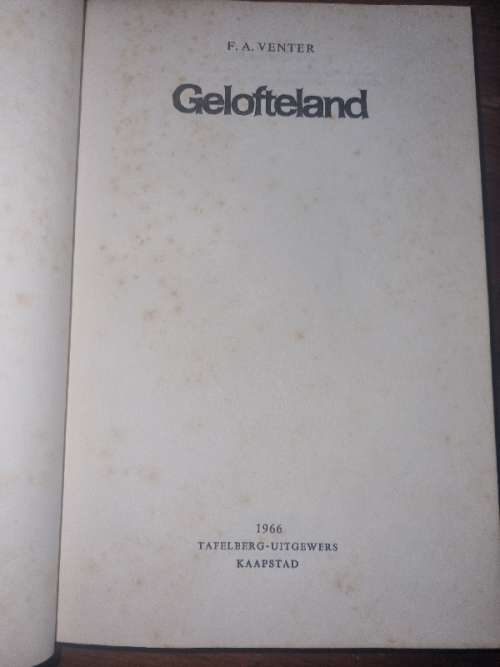 F. A. VENTER
Gelofteland
1966
TAFELBERG-UITGEWERS
KAAPSTAD